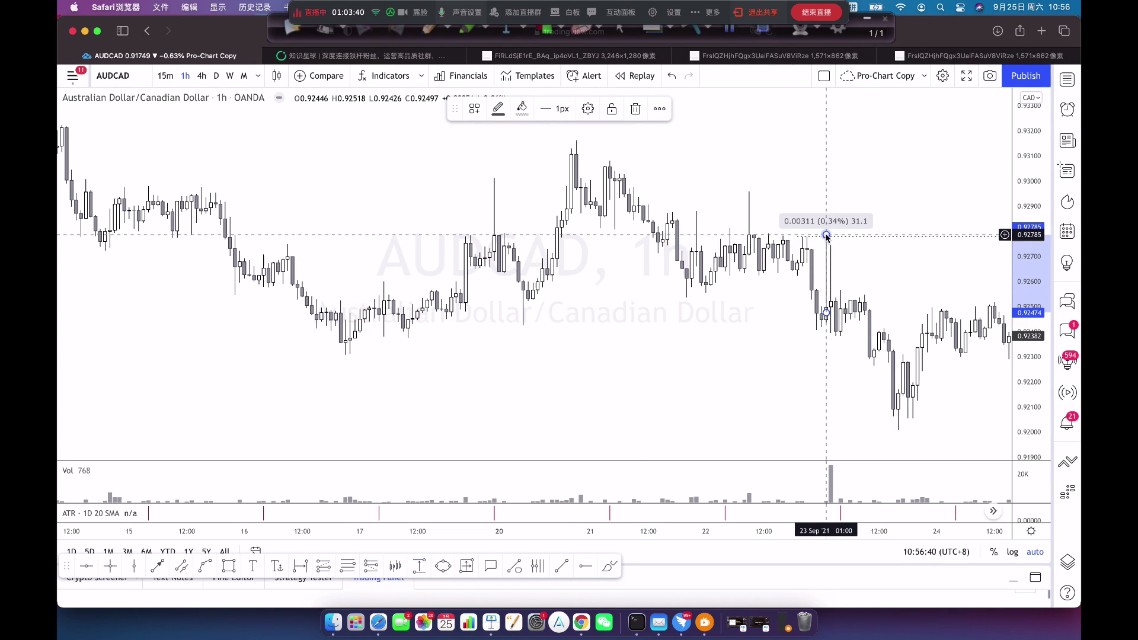 Safari浏览器 文件 编辑 显示 历史记录
直播中 01:03:40 露脸 声音设置 追加直播群 白板 互动面板 设置 更多 退出共享 结束直播
9月25日 周六 10:56
1/1
AUDCAD 0.91749 ▼ −0.63% Pro-Chart Copy
AUDCAD 15m 1h 4h D W M Compare Indicators Financials Templates Alert Replay Pro-Chart Copy Publish
11
Australian Dollar/Canadian Dollar · 1h · OANDA O0.92446 H0.92518 L0.92426 C0.92497
1px
CAD
0.93300
0.93200
0.93100
0.93000
0.92900
0.92785
0.92785
0.92700
0.92600
0.92500
0.92474
0.92382
0.92300
0.92200
0.92100
0.92000
0.91900
0.00311 (0.34%) 31.1
AUDCAD, 1h
Australian Dollar/Canadian Dollar
1
594
21
Vol 768
20K
ATR · 1D 20 SMA n/a
0.00000
12:00 15 12:00 16 12:00 17 12:00 20 12:00 21 12:00 22 12:00 23 Sep '21 01:00 12:00 24 12:00
1D 5D 1M 3M 6M YTD 1Y 5Y All
10:56:40 (UTC+8) % log auto
Text Notes Pine Editor Strategy Tester Trading Panel